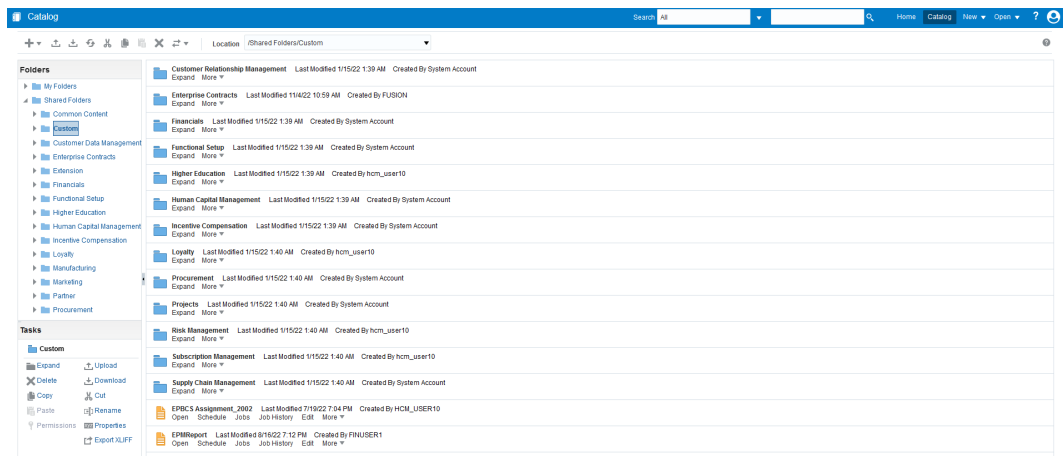 Catalog
Search All
Home Catalog New Open ?
Location /Shared Folders/Custom
Folders
My Folders
Shared Folders
Common Content
Custom
Customer Data Management
Enterprise Contracts
Extension
Financials
Functional Setup
Higher Education
Human Capital Management
Incentive Compensation
Loyalty
Manufacturing
Marketing
Partner
Procurement
Tasks
Custom
Expand Upload
Delete Download
Copy Cut
Paste Rename
Permissions Properties
Export XLIFF
Customer Relationship Management Last Modified 1/15/22 1:39 AM Created By System Account
Expand More
Enterprise Contracts Last Modified 11/4/22 10:59 AM Created By FUSION
Expand More
Financials Last Modified 1/15/22 1:39 AM Created By System Account
Expand More
Functional Setup Last Modified 1/15/22 1:39 AM Created By System Account
Expand More
Higher Education Last Modified 1/15/22 1:39 AM Created By hcm_user10
Expand More
Human Capital Management Last Modified 1/15/22 1:39 AM Created By System Account
Expand More
Incentive Compensation Last Modified 1/15/22 1:39 AM Created By System Account
Expand More
Loyalty Last Modified 1/15/22 1:40 AM Created By hcm_user10
Expand More
Procurement Last Modified 1/15/22 1:40 AM Created By System Account
Expand More
Projects Last Modified 1/15/22 1:40 AM Created By System Account
Expand More
Risk Management Last Modified 1/15/22 1:40 AM Created By hcm_user10
Expand More
Subscription Management Last Modified 1/15/22 1:40 AM Created By hcm_user10
Expand More
Supply Chain Management Last Modified 1/15/22 1:40 AM Created By System Account
Expand More
EPBCS Assignment_2002 Last Modified 7/19/22 7:04 PM Created By HCM_USER10
Open Schedule Jobs Job History Edit More
EPMReport Last Modified 8/16/22 7:12 PM Created By FINUSER1
Open Schedule Jobs Job History Edit More